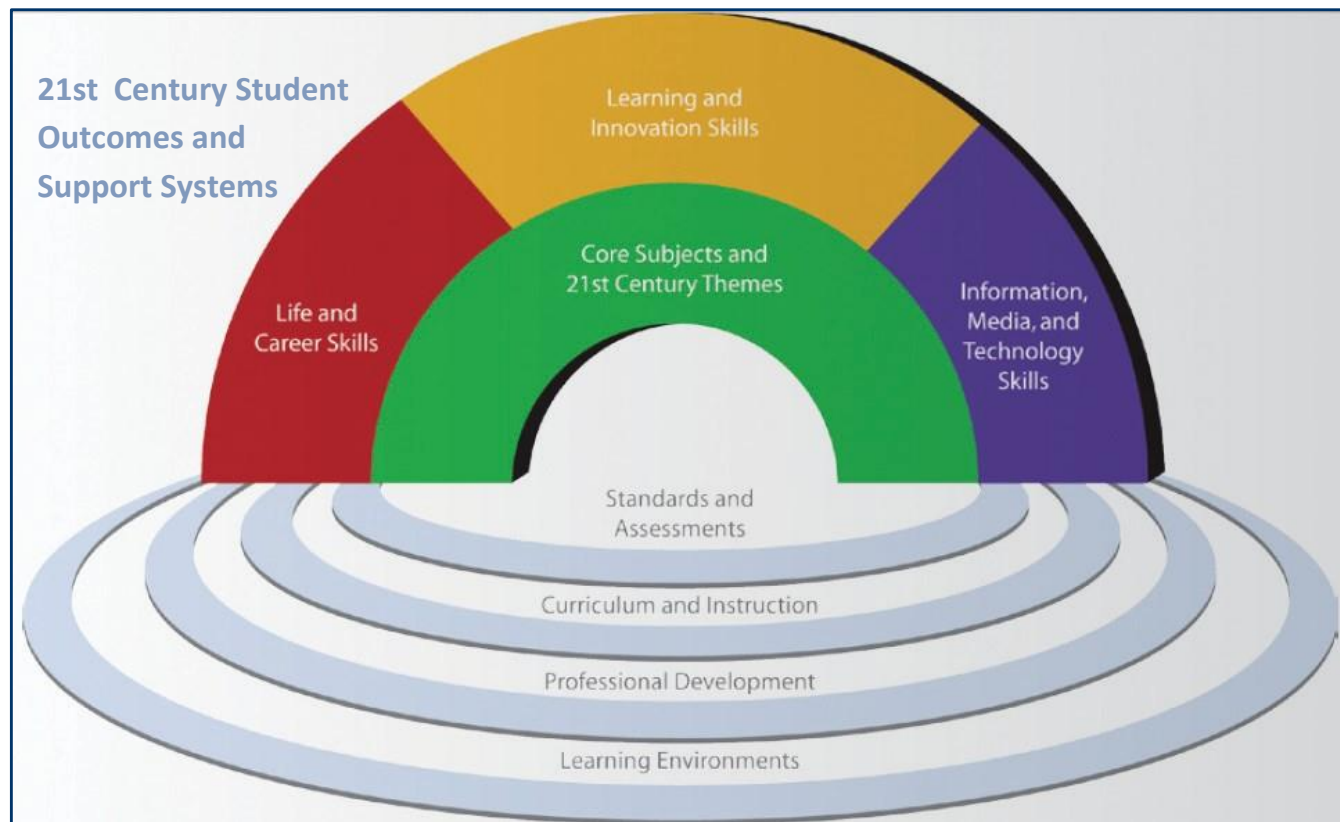 21st Century Student
Outcomes and
Support Systems
Learning and
Innovation Skills
Core Subjects and
21st Century Themes
Life and
Career Skills
Information,
Media, and
Technology
Skills
Standards and
Assessments
Curriculum and Instruction
Professional Development
Learning Environments